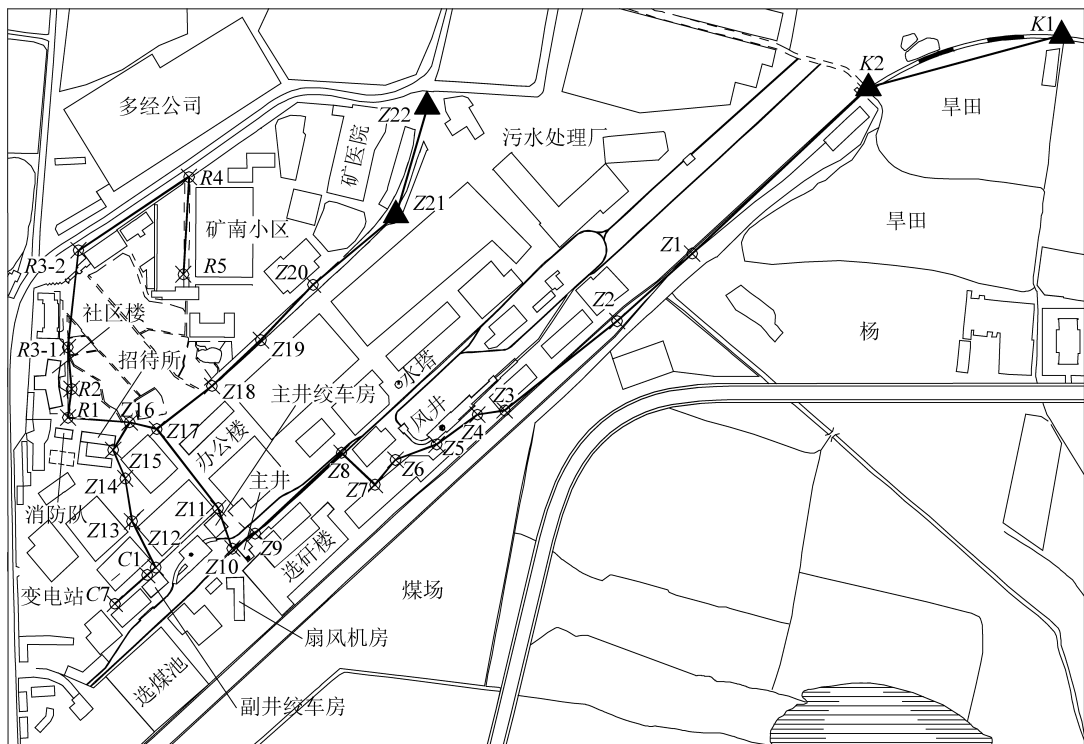 K1
K2
多经公司
Z22
矿医院
污水处理厂
旱田
R4
Z21
矿南小区
旱田
R3-2
R5
Z20
Z1
社区楼
Z2
杨
R3-1
招待所
Z19
水塔
R2
Z18
主井绞车房
Z3
R1
Z16
Z17
风井
Z4
办公楼
Z5
Z15
Z8
Z6
Z14
主井
Z7
消防队
Z11
Z13
Z12
Z9
C1
Z10
选矸楼
变电站
C7
煤场
扇风机房
选煤池
副井绞车房